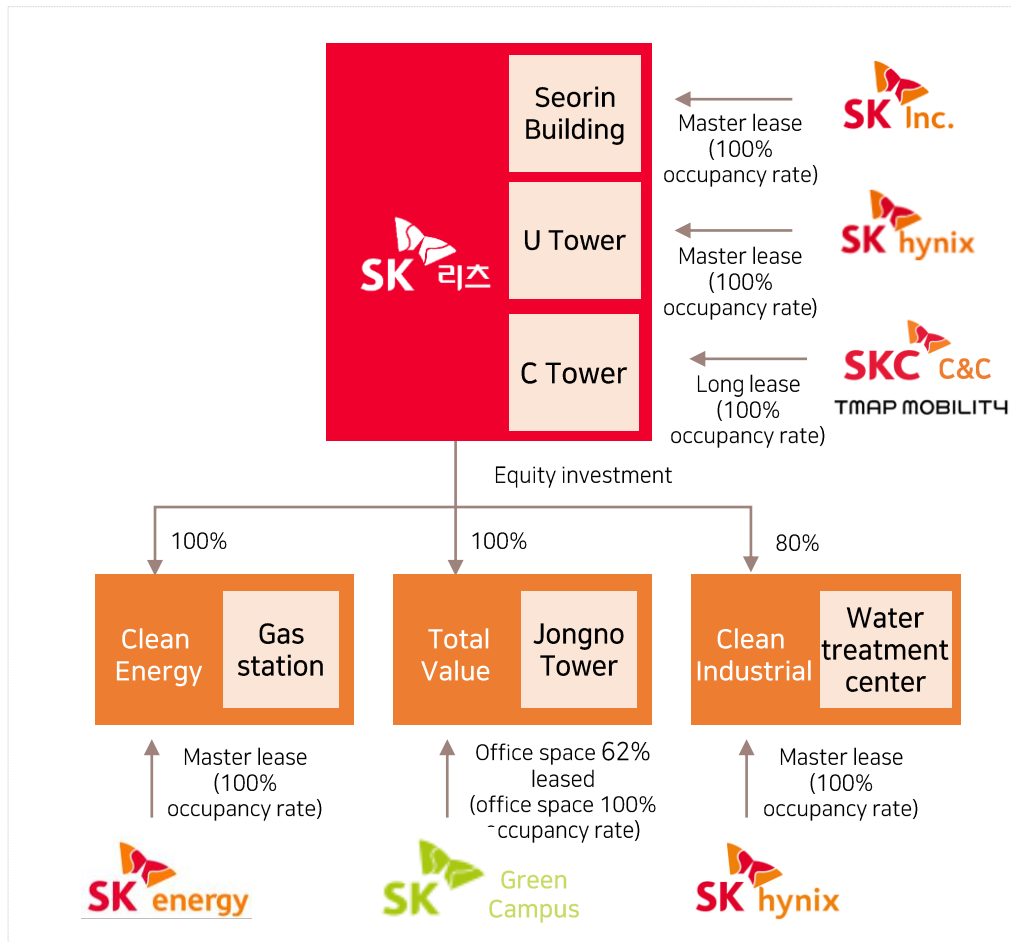 Seorin
Building
Master lease
(100%
occupancy rate)
SK Inc.
SK 리츠
U Tower
Master lease
(100%
occupancy rate)
SK hynix
C Tower
Long lease
(100%
occupancy rate)
SKC C&C
TMAP MOBILITY
Equity investment
100%
100%
80%
Clean
Energy
Gas
station
Total
Value
Jongno
Tower
Clean
Industrial
Water
treatment
center
Master lease
(100%
occupancy rate)
Office space 62%
leased
(office space 100%
occupancy rate)
Master lease
(100%
occupancy rate)
SK energy
SK Green
Campus
SK hynix